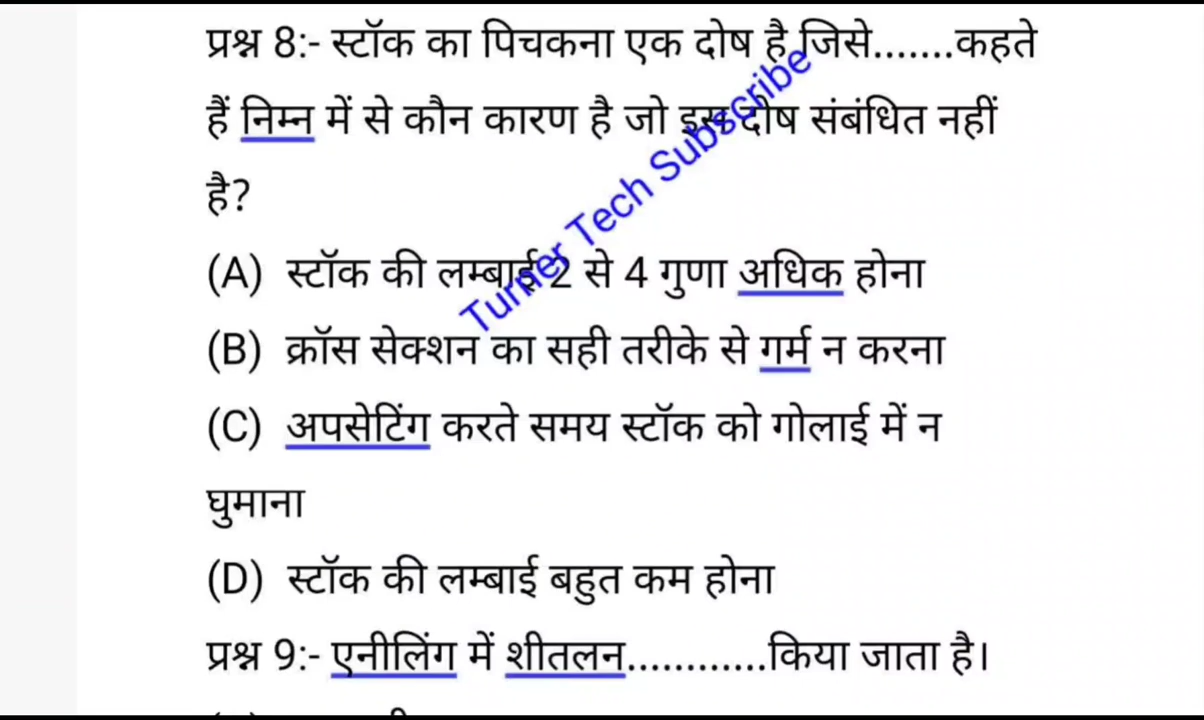 प्रश्न 8:- स्टॉक का पिचकना एक दोष है जिसे.......कहते
हैं निम्न में से कौन कारण है जो इस दोष संबंधित नहीं
है?
(A) स्टॉक की लम्बाई 2 से 4 गुणा अधिक होना
(B) क्रॉस सेक्शन का सही तरीके से गर्म न करना
(C) अपसेटिंग करते समय स्टॉक को गोलाई में न
घुमाना
(D) स्टॉक की लम्बाई बहुत कम होना
प्रश्न 9:- एनीलिंग में शीतलन............किया जाता है।
Turner Tech Subscribe